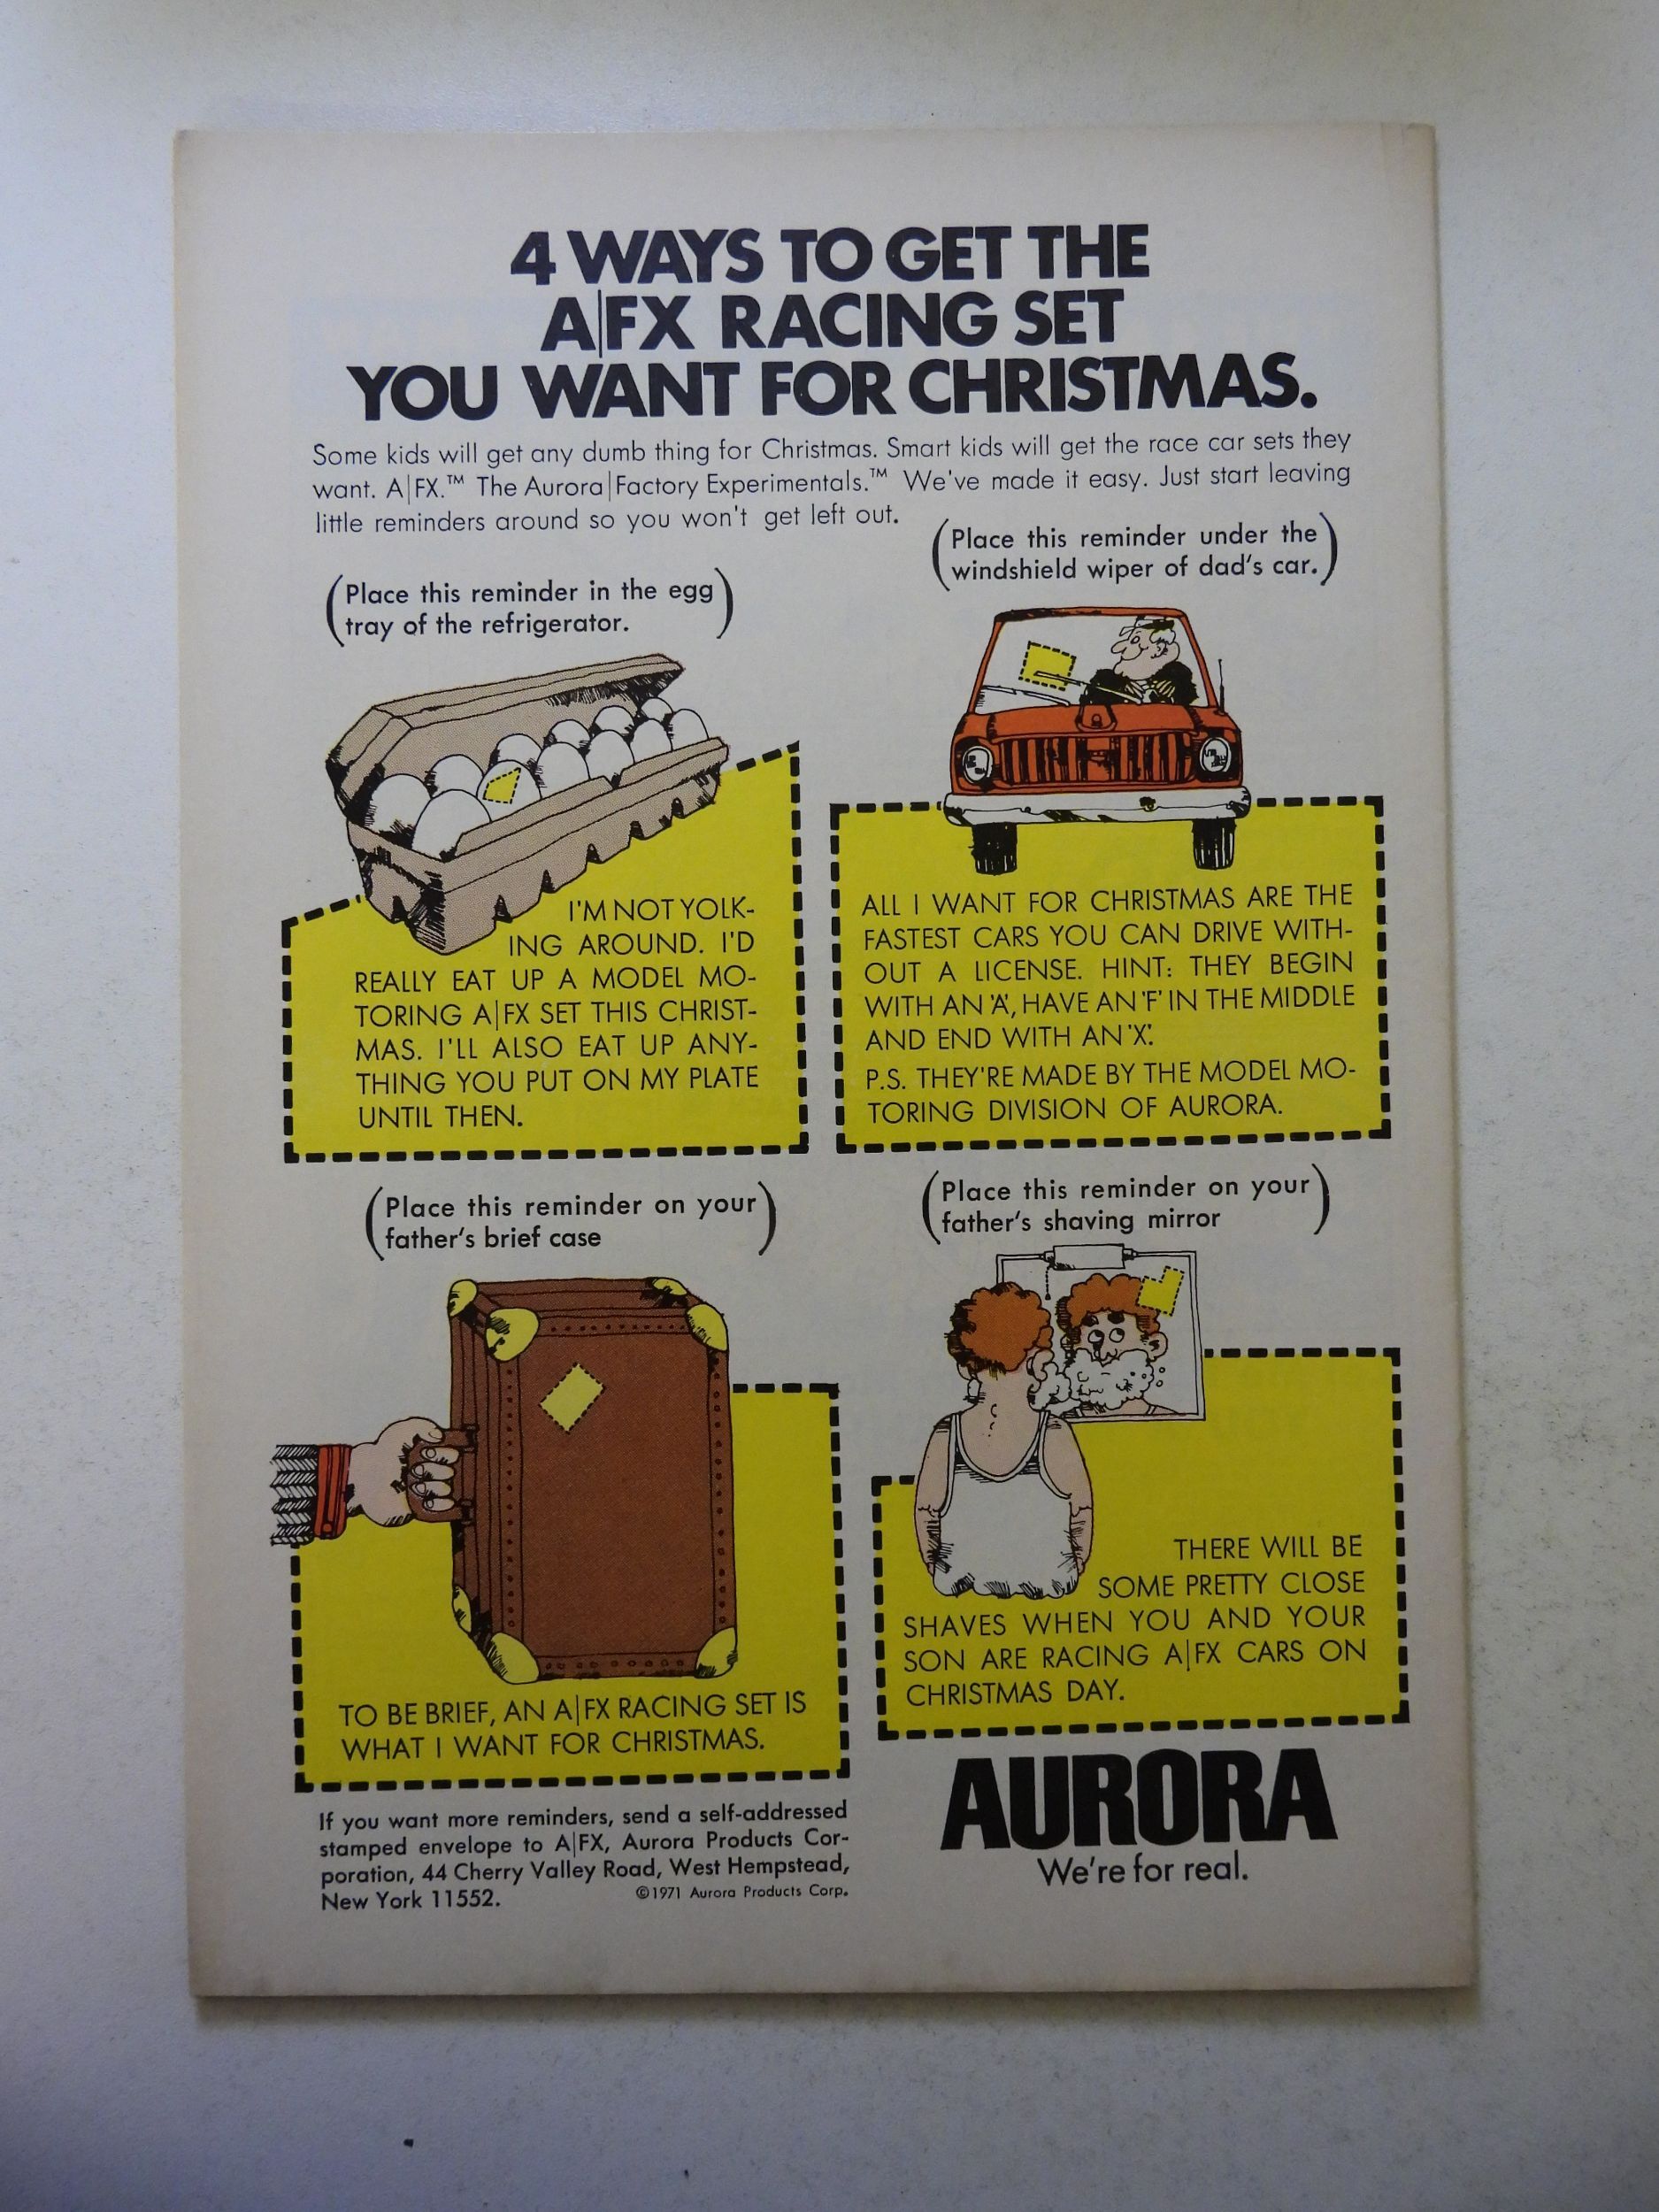 4 WAYS TO GET THE
A|FX RACING SET
YOU WANT FOR CHRISTMAS.
Some kids will get any dumb thing for Christmas. Smart kids will get the race car sets they
want. A|FX.™ The Aurora|Factory Experimentals.™ We've made it easy. Just start leaving
little reminders around so you won't get left out.
(Place this reminder in the egg
tray of the refrigerator.)
I'M NOT YOLK-
ING AROUND. I'D
REALLY EAT UP A MODEL MO-
TORING A|FX SET THIS CHRIST-
MAS. I'LL ALSO EAT UP ANY-
THING YOU PUT ON MY PLATE
UNTIL THEN.
(Place this reminder under the
windshield wiper of dad's car.)
ALL I WANT FOR CHRISTMAS ARE THE
FASTEST CARS YOU CAN DRIVE WITH-
OUT A LICENSE. HINT: THEY BEGIN
WITH AN 'A', HAVE AN 'F' IN THE MIDDLE
AND END WITH AN 'X'.
P.S. THEY'RE MADE BY THE MODEL MO-
TORING DIVISION OF AURORA.
(Place this reminder on your
father's brief case)
TO BE BRIEF, AN A|FX RACING SET IS
WHAT I WANT FOR CHRISTMAS.
(Place this reminder on your
father's shaving mirror)
THERE WILL BE
SOME PRETTY CLOSE
SHAVES WHEN YOU AND YOUR
SON ARE RACING A|FX CARS ON
CHRISTMAS DAY.
If you want more reminders, send a self-addressed
stamped envelope to A|FX, Aurora Products Cor-
poration, 44 Cherry Valley Road, West Hempstead,
New York 11552.
©1971 Aurora Products Corp.
AURORA
We're for real.